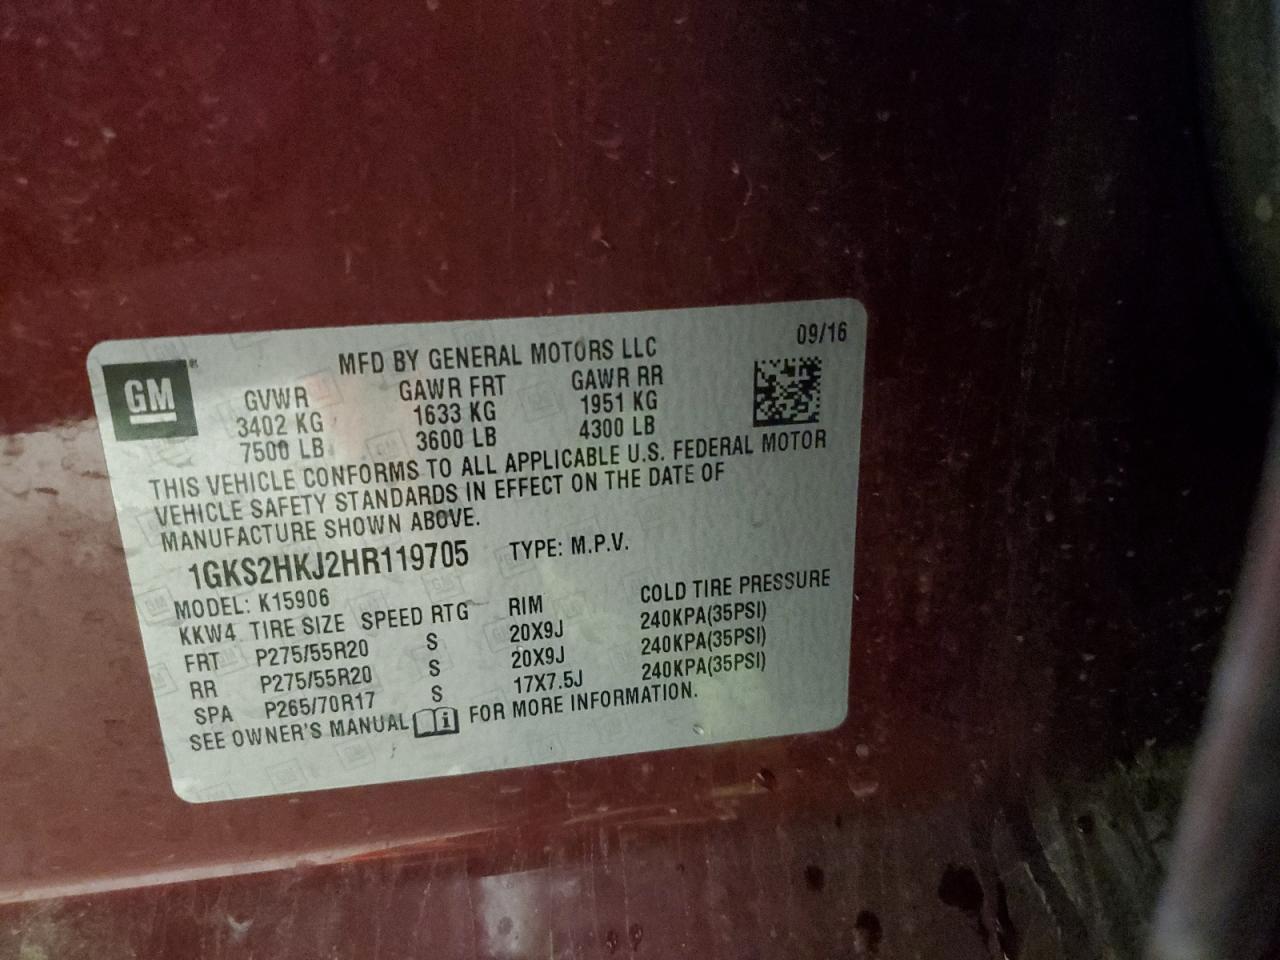 GM
09/16
MFD BY GENERAL MOTORS LLC
GVWR GAWR FRT GAWR RR
3402 KG 1633 KG 1951 KG
7500 LB 3600 LB 4300 LB
THIS VEHICLE CONFORMS TO ALL APPLICABLE U.S. FEDERAL MOTOR
VEHICLE SAFETY STANDARDS IN EFFECT ON THE DATE OF
MANUFACTURE SHOWN ABOVE.
1GKS2HKJ2HR119705 TYPE: M.P.V.
MODEL: K15906
KKW4 TIRE SIZE SPEED RTG RIM COLD TIRE PRESSURE
FRT P275/55R20 S 20X9J 240KPA(35PSI)
RR P275/55R20 S 20X9J 240KPA(35PSI)
SPA P265/70R17 S 17X7.5J 240KPA(35PSI)
SEE OWNER'S MANUAL FOR MORE INFORMATION.